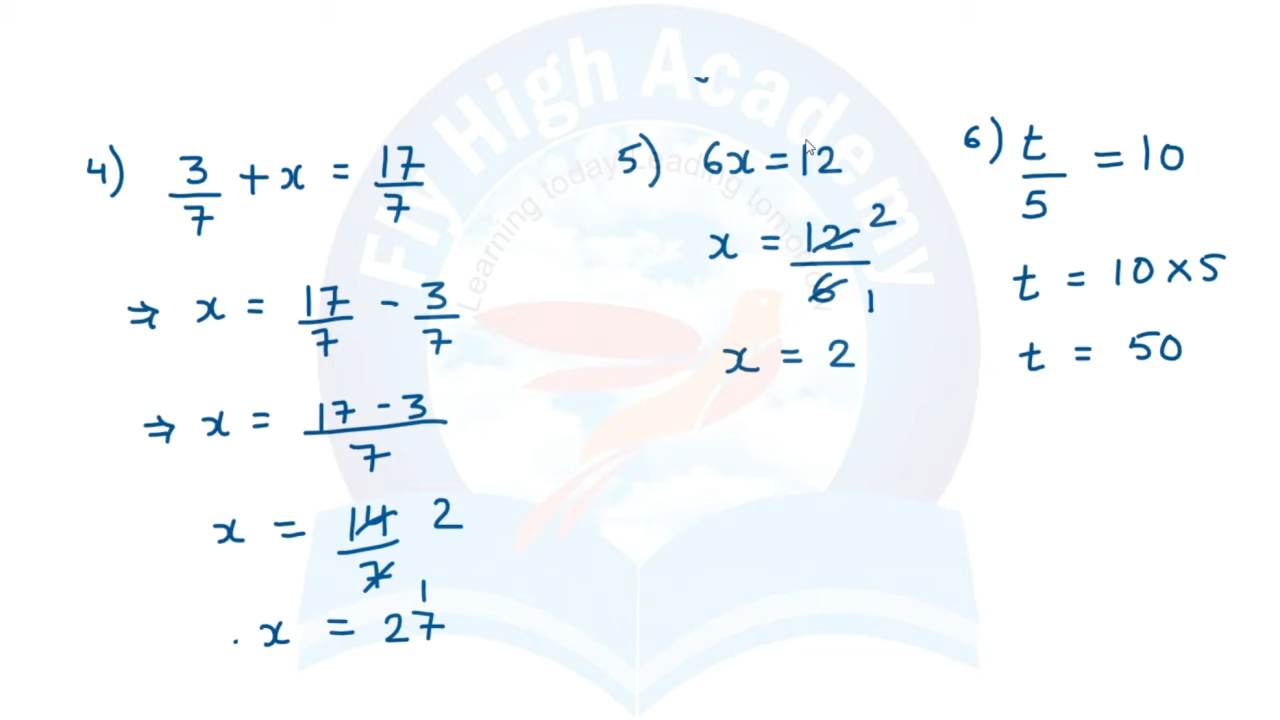 Fly High Academy
Learning today, Leading tomor
4) 3/7 + x = 17/7
⇒ x = 17/7 - 3/7
⇒ x = 17 - 3/7
x = 14/7 2 1
. x = 27
5) 6x = 12
x = 12/6 2 1
x = 2
6) t/5 = 10
t = 10 × 5
t = 50